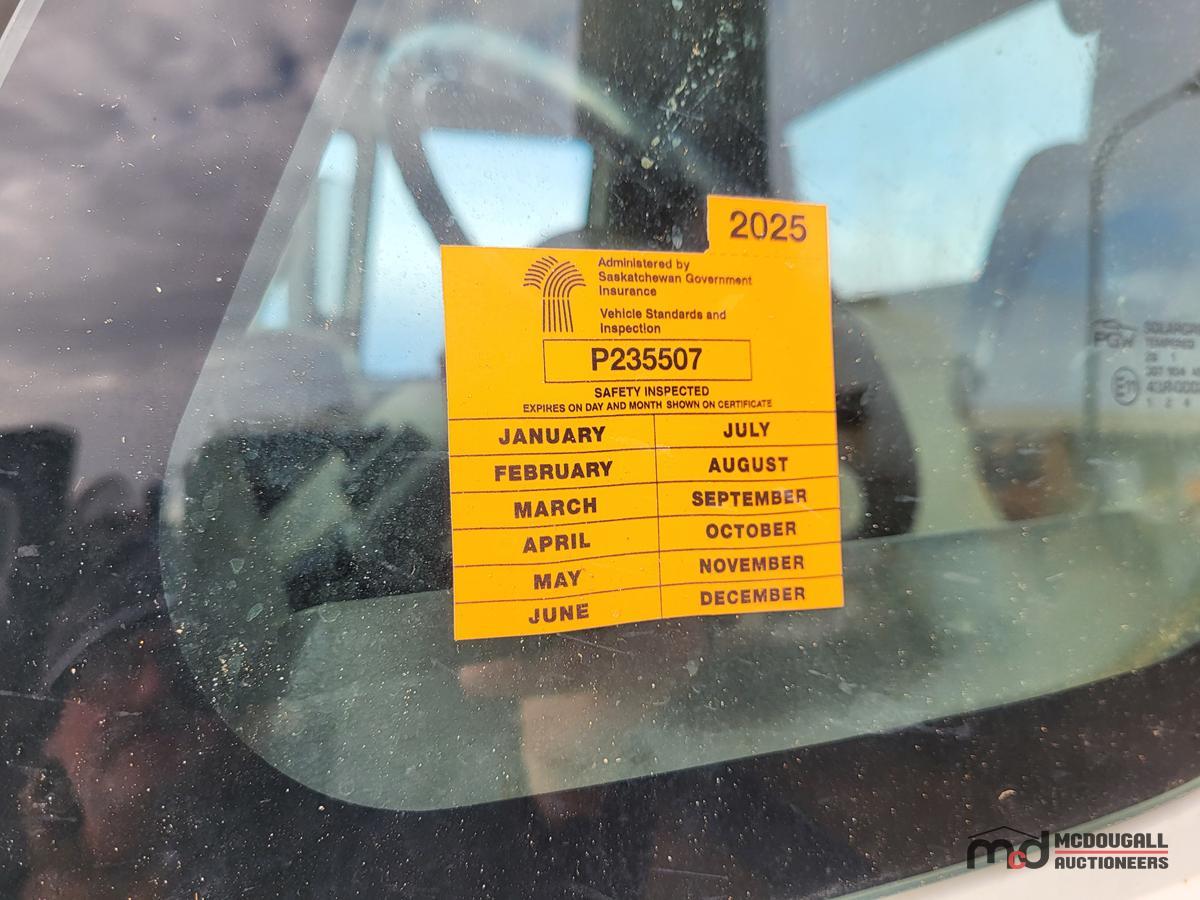 2025
Administered by
Saskatchewan Government
Insurance
Vehicle Standards and
Inspection
P235507
SAFETY INSPECTED
EXPIRES ON DAY AND MONTH SHOWN ON CERTIFICATE
JANUARY
JULY
FEBRUARY
AUGUST
MARCH
SEPTEMBER
APRIL
OCTOBER
MAY
NOVEMBER
JUNE
DECEMBER
PGW
TEMPERED
mcd MCDOUGALL
AUCTIONEERS